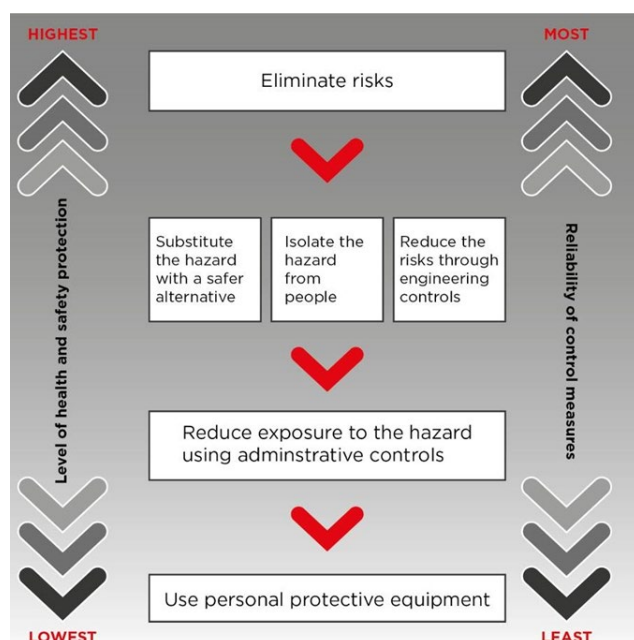 HIGHEST
MOST
Eliminate risks
Substitute
the hazard
with a safer
alternative
Isolate the
hazard
from
people
Reduce the
risks through
engineering
controls
Level of health and safety protection
Reliability of control measures
Reduce exposure to the hazard
using adminstrative controls
Use personal protective equipment
LOWEST
LEAST